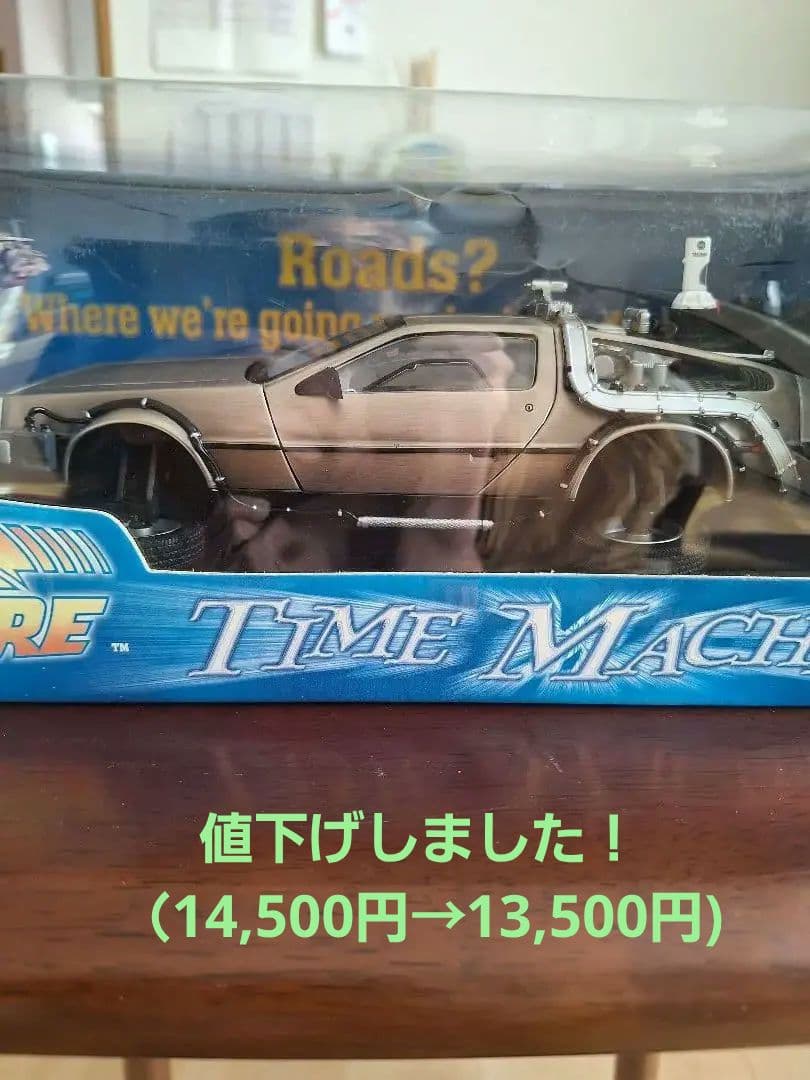 Roads?
Where we're going
RE ™
TIME MACH
値下げしました！
（14,500円→13,500円)